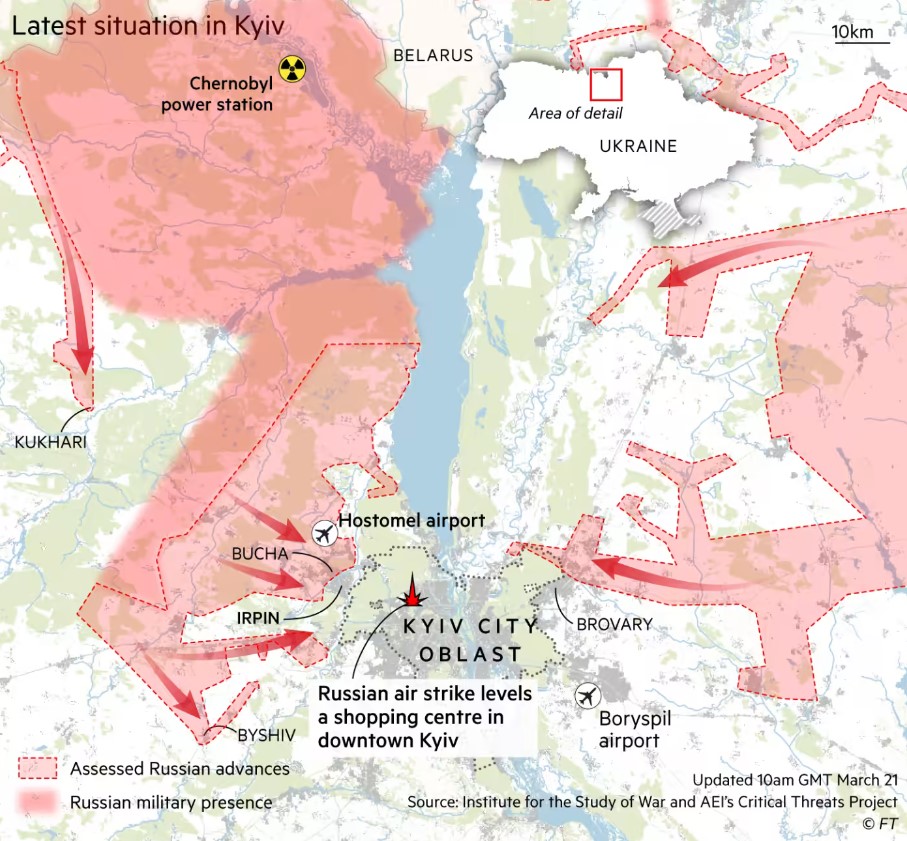 Latest situation in Kyiv
BELARUS
10km
Chernobyl
power station
Area of detail
UKRAINE
KUKHARI
Hostomel airport
BUCHA
IRPIN
KYIV CITY
OBLAST
BROVARY
Russian air strike levels
a shopping centre in
downtown Kyiv
Boryspil
airport
BYSHIV
Assessed Russian advances
Russian military presence
Updated 10am GMT March 21
Source: Institute for the Study of War and AEI's Critical Threats Project
© FT